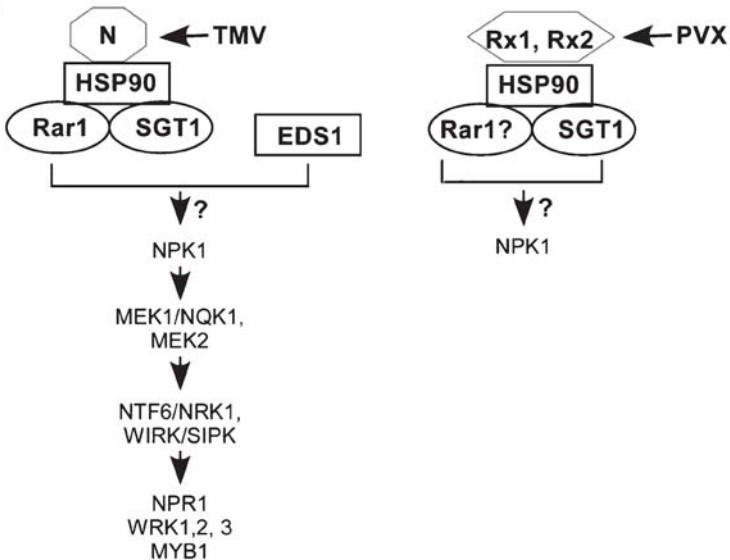 N
TMV
HSP90
Rar1
SGT1
EDS1
?
NPK1
MEK1/NQK1,
MEK2
NTF6/NRK1,
WIRK/SIPK
NPR1
WRK1,2, 3
MYB1
Rx1, Rx2
PVX
HSP90
Rar1?
SGT1
?
NPK1